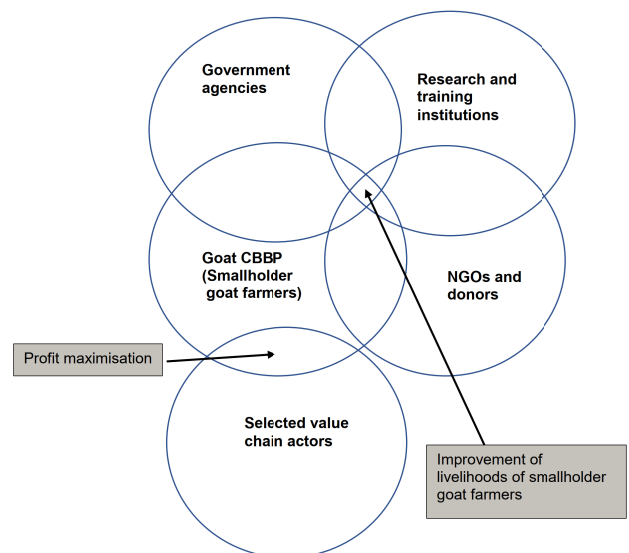 Government
agencies
Research and
training
institutions
Goat CBBP
(Smallholder
goat farmers)
NGOs and
donors
Profit maximisation
Selected value
chain actors
Improvement of
livelihoods of smallholder
goat farmers